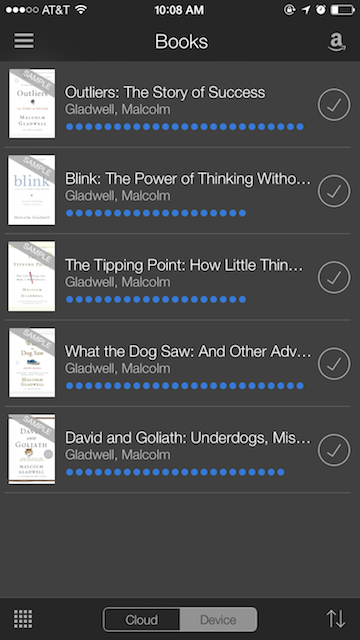 AT&T 10:08 AM
Books
a
SAMPLE
Outliers
MALCOLM
GLADWELL
Outliers: The Story of Success
Gladwell, Malcolm
SAMPLE
blink
Malcolm Gladwell
Blink: The Power of Thinking Witho...
Gladwell, Malcolm
SAMPLE
TIPPING POINT
MALCOLM
GLADWELL
The Tipping Point: How Little Thin...
Gladwell, Malcolm
SAMPLE
Dog Saw
MALCOLM
GLADWELL
What the Dog Saw: And Other Adv...
Gladwell, Malcolm
SAMPLE
DAVID
AND
GOLIATH
MALCOLM
GLADWELL
David and Goliath: Underdogs, Mis...
Gladwell, Malcolm
Cloud Device